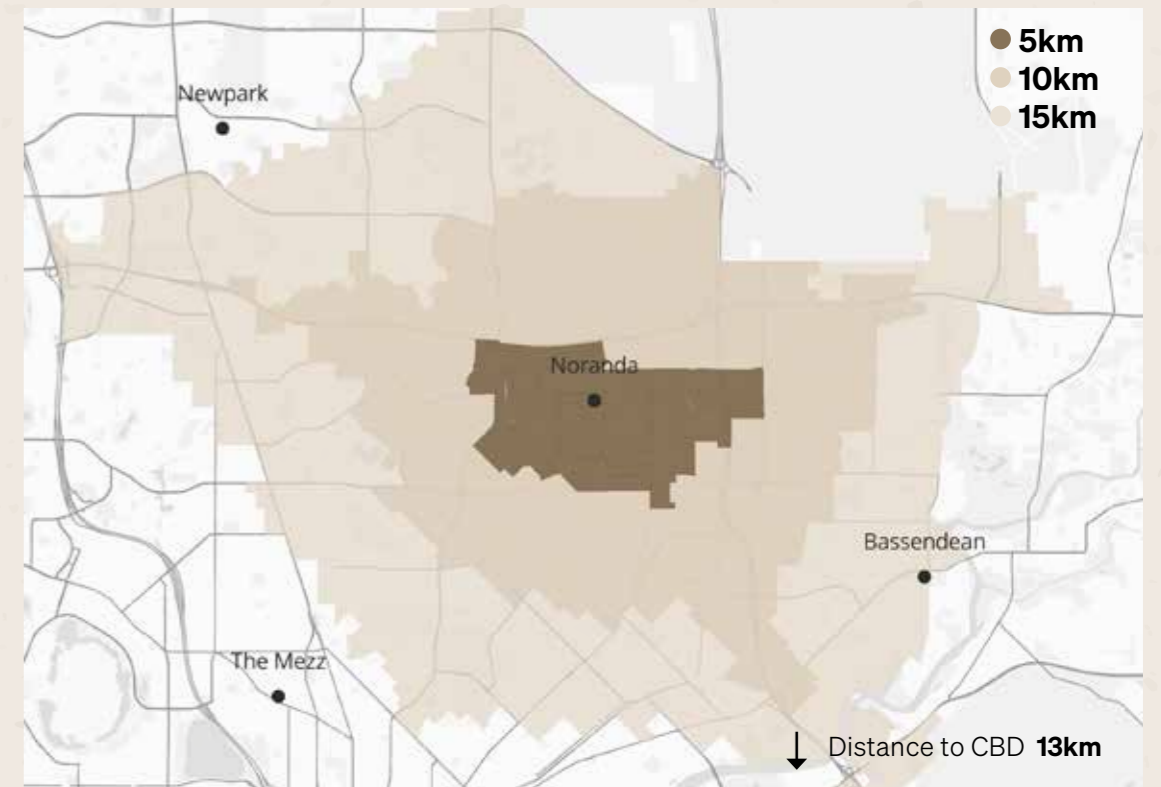 5km
10km
15km
Newpark
Noranda
Bassendean
The Mezz
Distance to CBD 13km